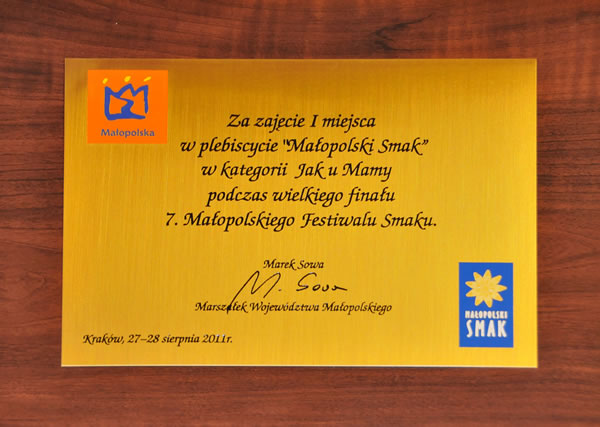 Małopolska
Za zajęcie I miejsca
w plebiscycie "Małopolski Smak”
w kategorii Jak u Mamy
podczas wielkiego finału
7. Małopolskiego Festiwalu Smaku.
Marek Sowa
M. Sowa
Marszałek Województwa Małopolskiego
MAŁOPOLSKI
SMAK
Kraków, 27–28 sierpnia 2011r.